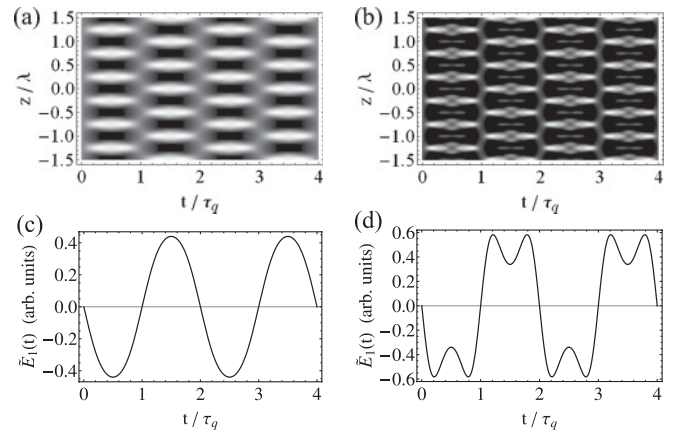 (a)
1.5
1.0
0.5
0.0
−0.5
−1.0
−1.5
z / λ
0 1 2 3 4
t / τq
(b)
1.5
1.0
0.5
0.0
−0.5
−1.0
−1.5
z / λ
0 1 2 3 4
t / τq
(c)
0.4
0.2
0.0
−0.2
−0.4
Ẽ₁(t) (arb. units)
0 1 2 3 4
t / τq
(d)
0.6
0.4
0.2
0.0
−0.2
−0.4
−0.6
Ẽ₁(t) (arb. units)
0 1 2 3 4
t / τq